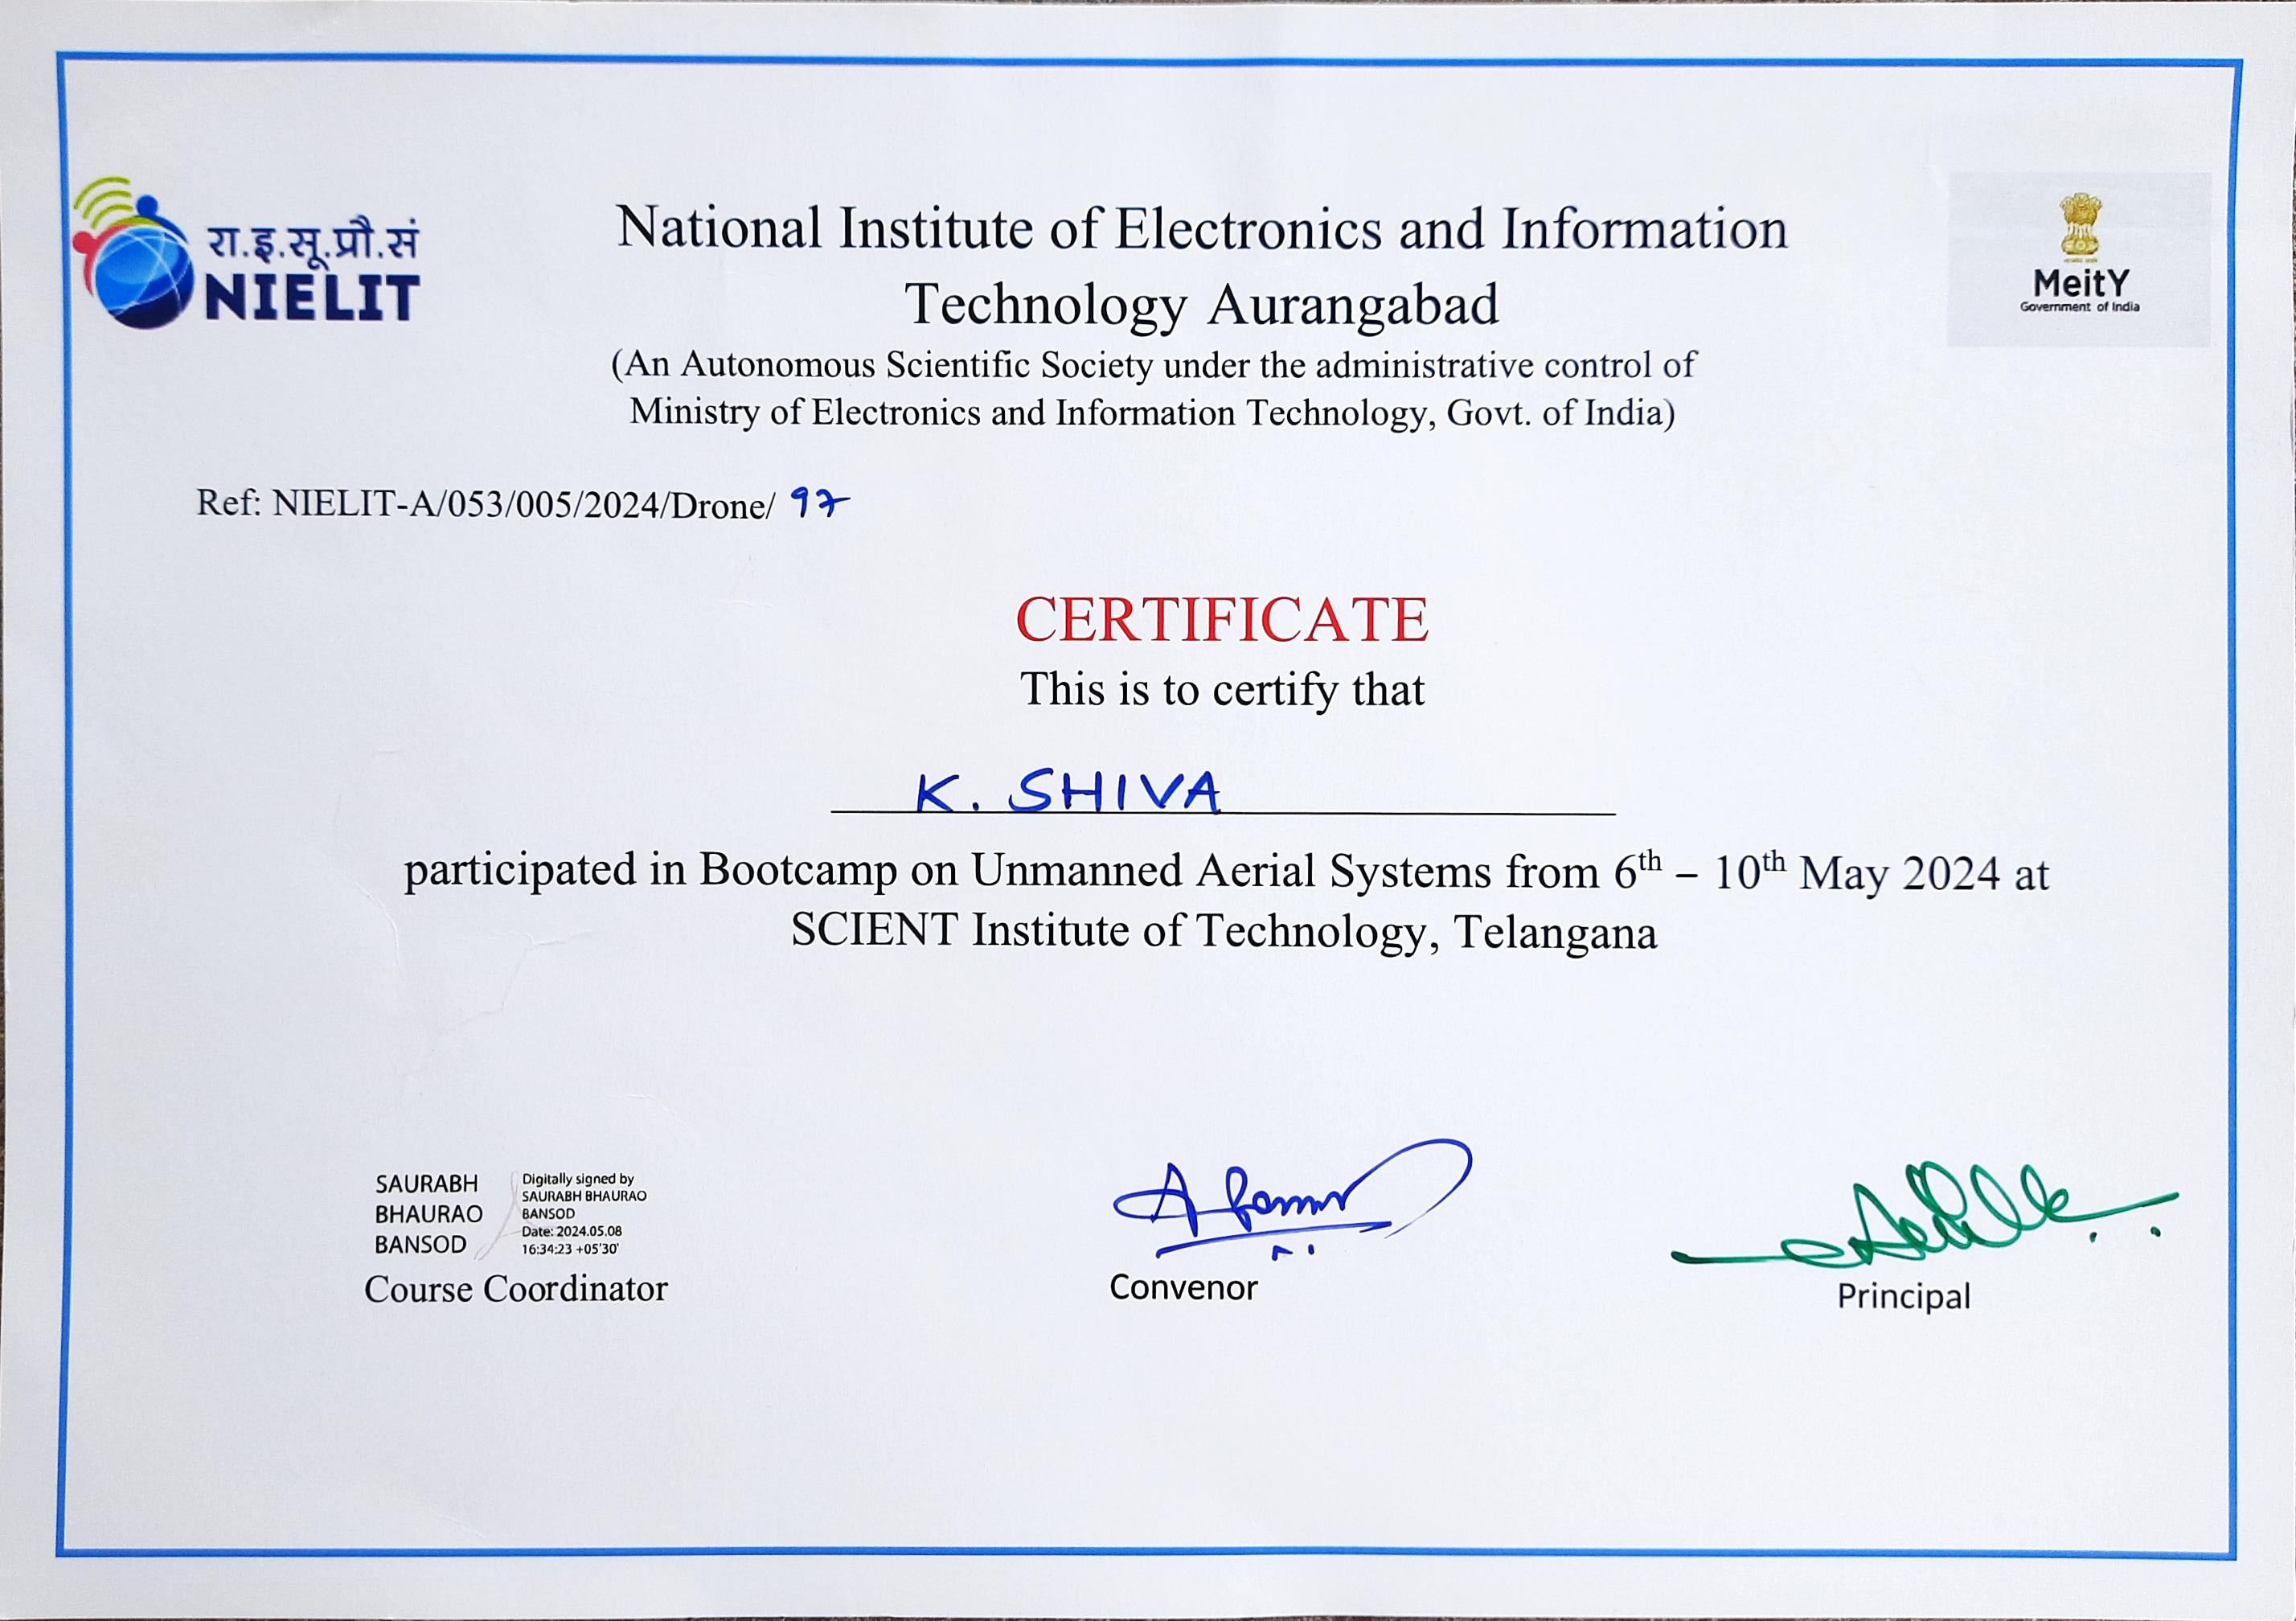 रा.इ.सू.प्रौ.सं
NIELIT
National Institute of Electronics and Information
Technology Aurangabad
(An Autonomous Scientific Society under the administrative control of
Ministry of Electronics and Information Technology, Govt. of India)
MeitY
Government of India
Ref: NIELIT-A/053/005/2024/Drone/ 97
CERTIFICATE
This is to certify that
K. SHIVA
participated in Bootcamp on Unmanned Aerial Systems from 6th – 10th May 2024 at
SCIENT Institute of Technology, Telangana
SAURABH
BHAURAO
BANSOD
Digitally signed by
SAURABH BHAURAO
BANSOD
Date: 2024.05.08
16:34:23 +05'30'
Course Coordinator
Convenor
Principal